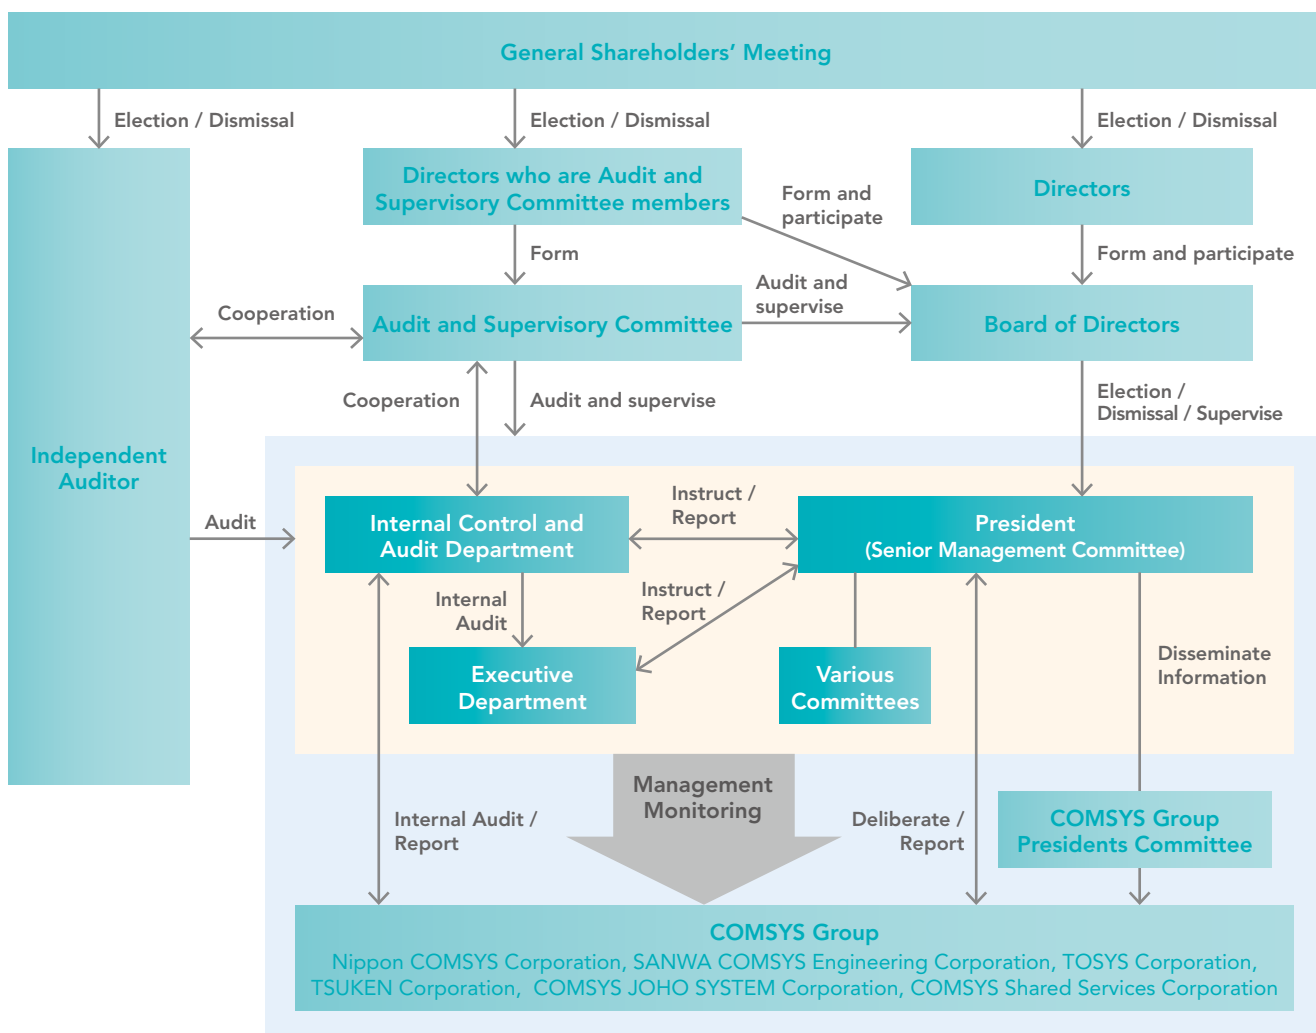 General Shareholders’ Meeting
Election / Dismissal
Election / Dismissal
Election / Dismissal
Directors who are Audit and
Supervisory Committee members
Form and
participate
Directors
Form
Form and participate
Cooperation
Audit and Supervisory Committee
Audit and
supervise
Board of Directors
Cooperation
Audit and supervise
Election /
Dismissal / Supervise
Independent
Auditor
Audit
Internal Control and
Audit Department
Instruct /
Report
President
(Senior Management Committee)
Internal
Audit
Instruct /
Report
Executive
Department
Various
Committees
Disseminate
Information
Management
Monitoring
Internal Audit /
Report
Deliberate /
Report
COMSYS Group
Presidents Committee
COMSYS Group
Nippon COMSYS Corporation, SANWA COMSYS Engineering Corporation, TOSYS Corporation,
TSUKEN Corporation, COMSYS JOHO SYSTEM Corporation, COMSYS Shared Services Corporation